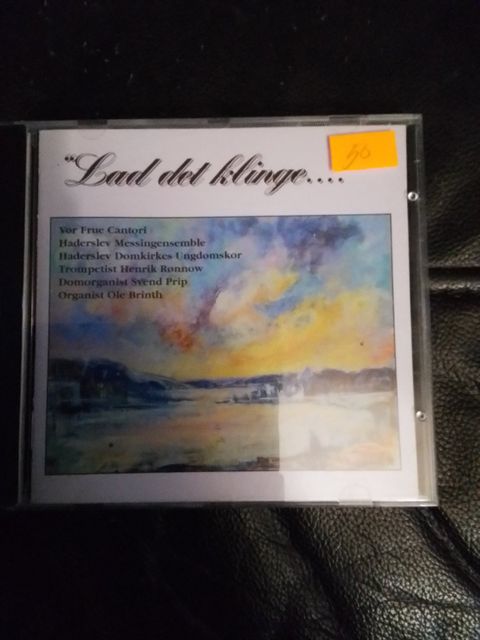 "Lad det klinge....
50
Vor Frue Cantori
Haderslev Messingensemble
Haderslev Domkirkes Ungdomskor
Trompetist Henrik Rønnow
Domorganist Svend Prip
Organist Ole Brinth